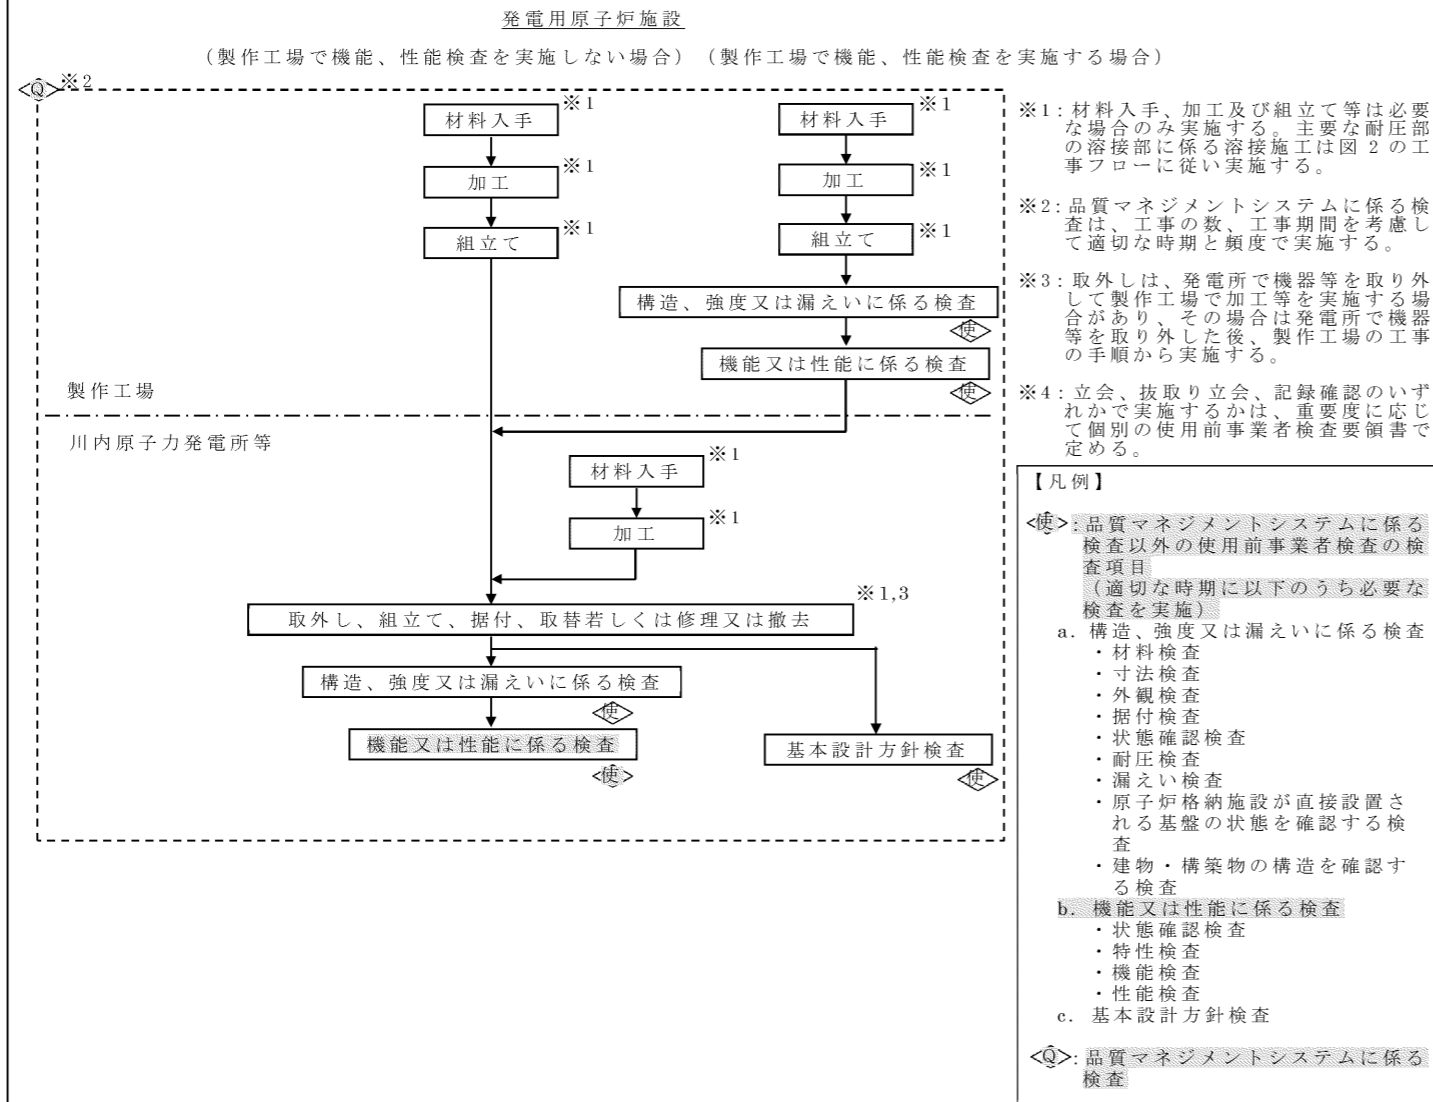 発電用原子炉施設
（製作工場で機能、性能検査を実施しない場合）（製作工場で機能、性能検査を実施する場合）
Q ※2
材料入手 ※1
加工 ※1
組立て ※1
材料入手 ※1
加工 ※1
組立て ※1
構造、強度又は漏えいに係る検査
使
機能又は性能に係る検査
使
製作工場
川内原子力発電所等
材料入手 ※1
加工 ※1
※1,3
取外し、組立て、据付、取替若しくは修理又は撤去
構造、強度又は漏えいに係る検査
使
機能又は性能に係る検査
使
基本設計方針検査
使
※1：材料入手、加工及び組立て等は必要
な場合のみ実施する。主要な耐圧部
の溶接部に係る溶接施工は図2の工
事フローに従い実施する。
※2：品質マネジメントシステムに係る検
査は、工事の数、工事期間を考慮し
て適切な時期と頻度で実施する。
※3：取外しは、発電所で機器等を取り外
して製作工場で加工等を実施する場
合があり、その場合は発電所で機器
等を取り外した後、製作工場の工事
の手順から実施する。
※4：立会、抜取り立会、記録確認のいず
れかで実施するかは、重要度に応じ
て個別の使用前事業者検査要領書で
定める。
【凡例】
<使>：品質マネジメントシステムに係る
検査以外の使用前事業者検査の検
査項目
（適切な時期に以下のうち必要な
検査を実施）
a. 構造、強度又は漏えいに係る検査
・材料検査
・寸法検査
・外観検査
・据付検査
・状態確認検査
・耐圧検査
・漏えい検査
・原子炉格納施設が直接設置さ
れる基盤の状態を確認する検
査
・建物・構築物の構造を確認す
る検査
b. 機能又は性能に係る検査
・状態確認検査
・特性検査
・機能検査
・性能検査
c. 基本設計方針検査
<Q>：品質マネジメントシステムに係る
検査